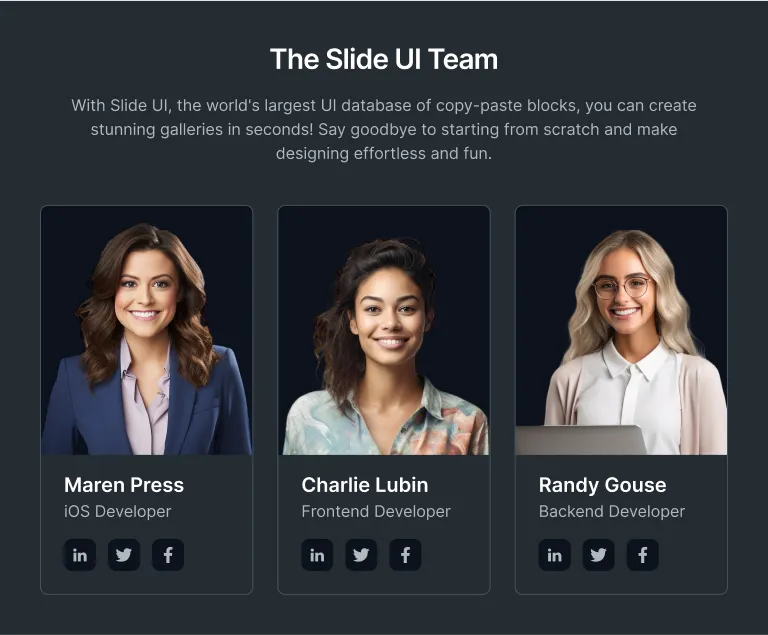 The Slide UI Team
With Slide UI, the world's largest UI database of copy-paste blocks, you can create
stunning galleries in seconds! Say goodbye to starting from scratch and make
designing effortless and fun.
Maren Press
iOS Developer
in
Charlie Lubin
Frontend Developer
in
Randy Gouse
Backend Developer
in